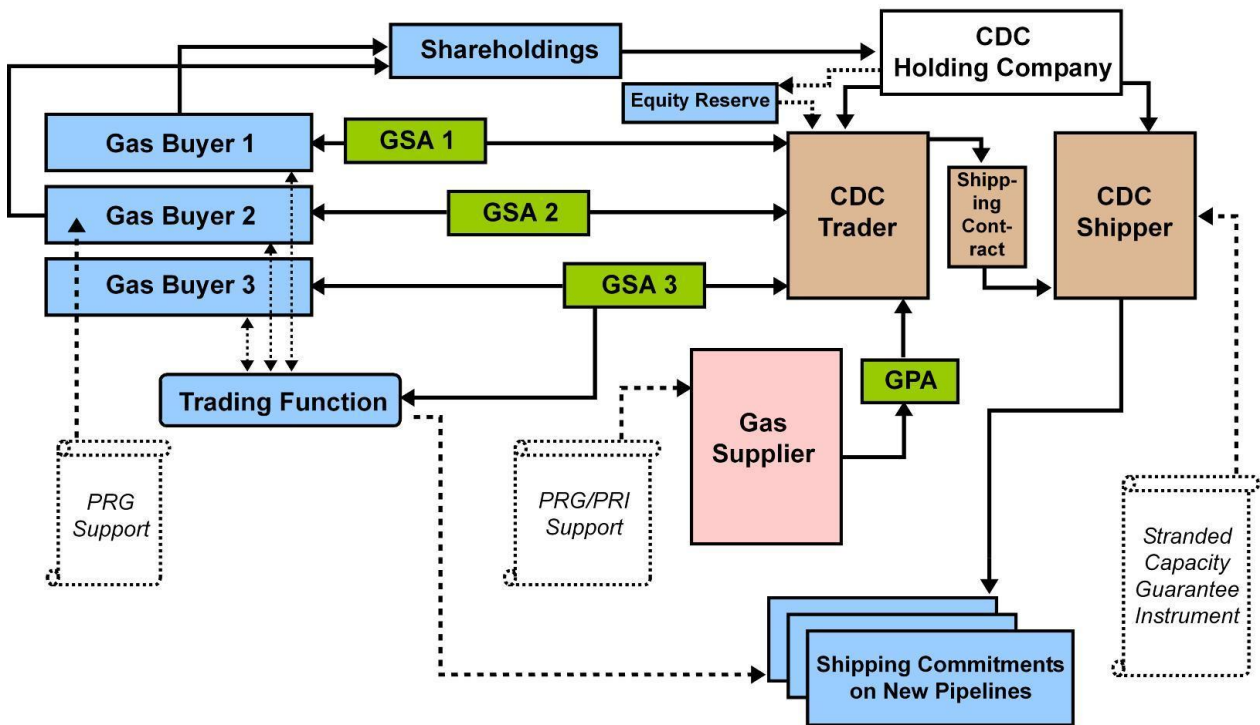 Shareholdings
CDC
Holding Company
Equity Reserve
Gas Buyer 1
GSA 1
Gas Buyer 2
GSA 2
Gas Buyer 3
GSA 3
CDC
Trader
Shipp-
ing
Cont-
ract
CDC
Shipper
Trading Function
GPA
Gas
Supplier
PRG
Support
PRG/PRI
Support
Stranded
Capacity
Guarantee
Instrument
Shipping Commitments
on New Pipelines